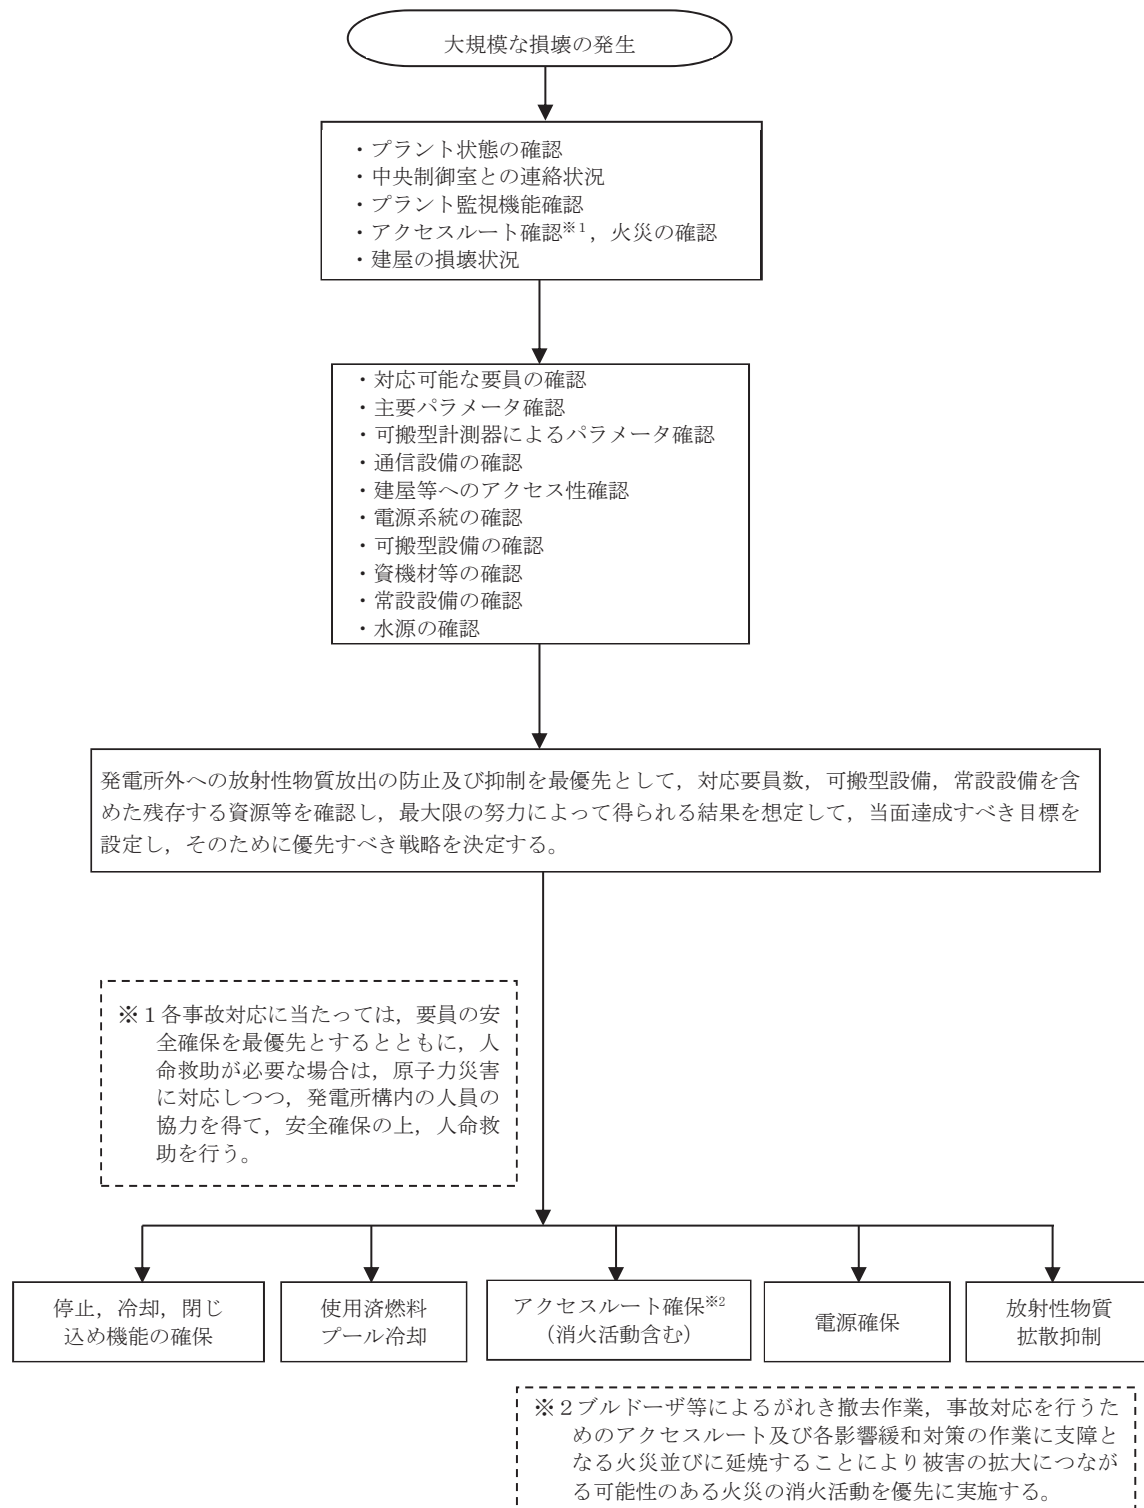 大規模な損壊の発生
・プラント状態の確認
・中央制御室との連絡状況
・プラント監視機能確認
・アクセスルート確認※1，火災の確認
・建屋の損壊状況
・対応可能な要員の確認
・主要パラメータ確認
・可搬型計測器によるパラメータ確認
・通信設備の確認
・建屋等へのアクセス性確認
・電源系統の確認
・可搬型設備の確認
・資機材等の確認
・常設設備の確認
・水源の確認
発電所外への放射性物質放出の防止及び抑制を最優先として，対応要員数，可搬型設備，常設設備を含
めた残存する資源等を確認し，最大限の努力によって得られる結果を想定して，当面達成すべき目標を
設定し，そのために優先すべき戦略を決定する。
※１各事故対応に当たっては，要員の安
全確保を最優先とするとともに，人
命救助が必要な場合は，原子力災害
に対応しつつ，発電所構内の人員の
協力を得て，安全確保の上，人命救
助を行う。
停止，冷却，閉じ
込め機能の確保
使用済燃料
プール冷却
アクセスルート確保※2
（消火活動含む）
電源確保
放射性物質
拡散抑制
※２ブルドーザ等によるがれき撤去作業，事故対応を行うた
めのアクセスルート及び各影響緩和対策の作業に支障と
なる火災並びに延焼することにより被害の拡大につなが
る可能性のある火災の消火活動を優先に実施する。